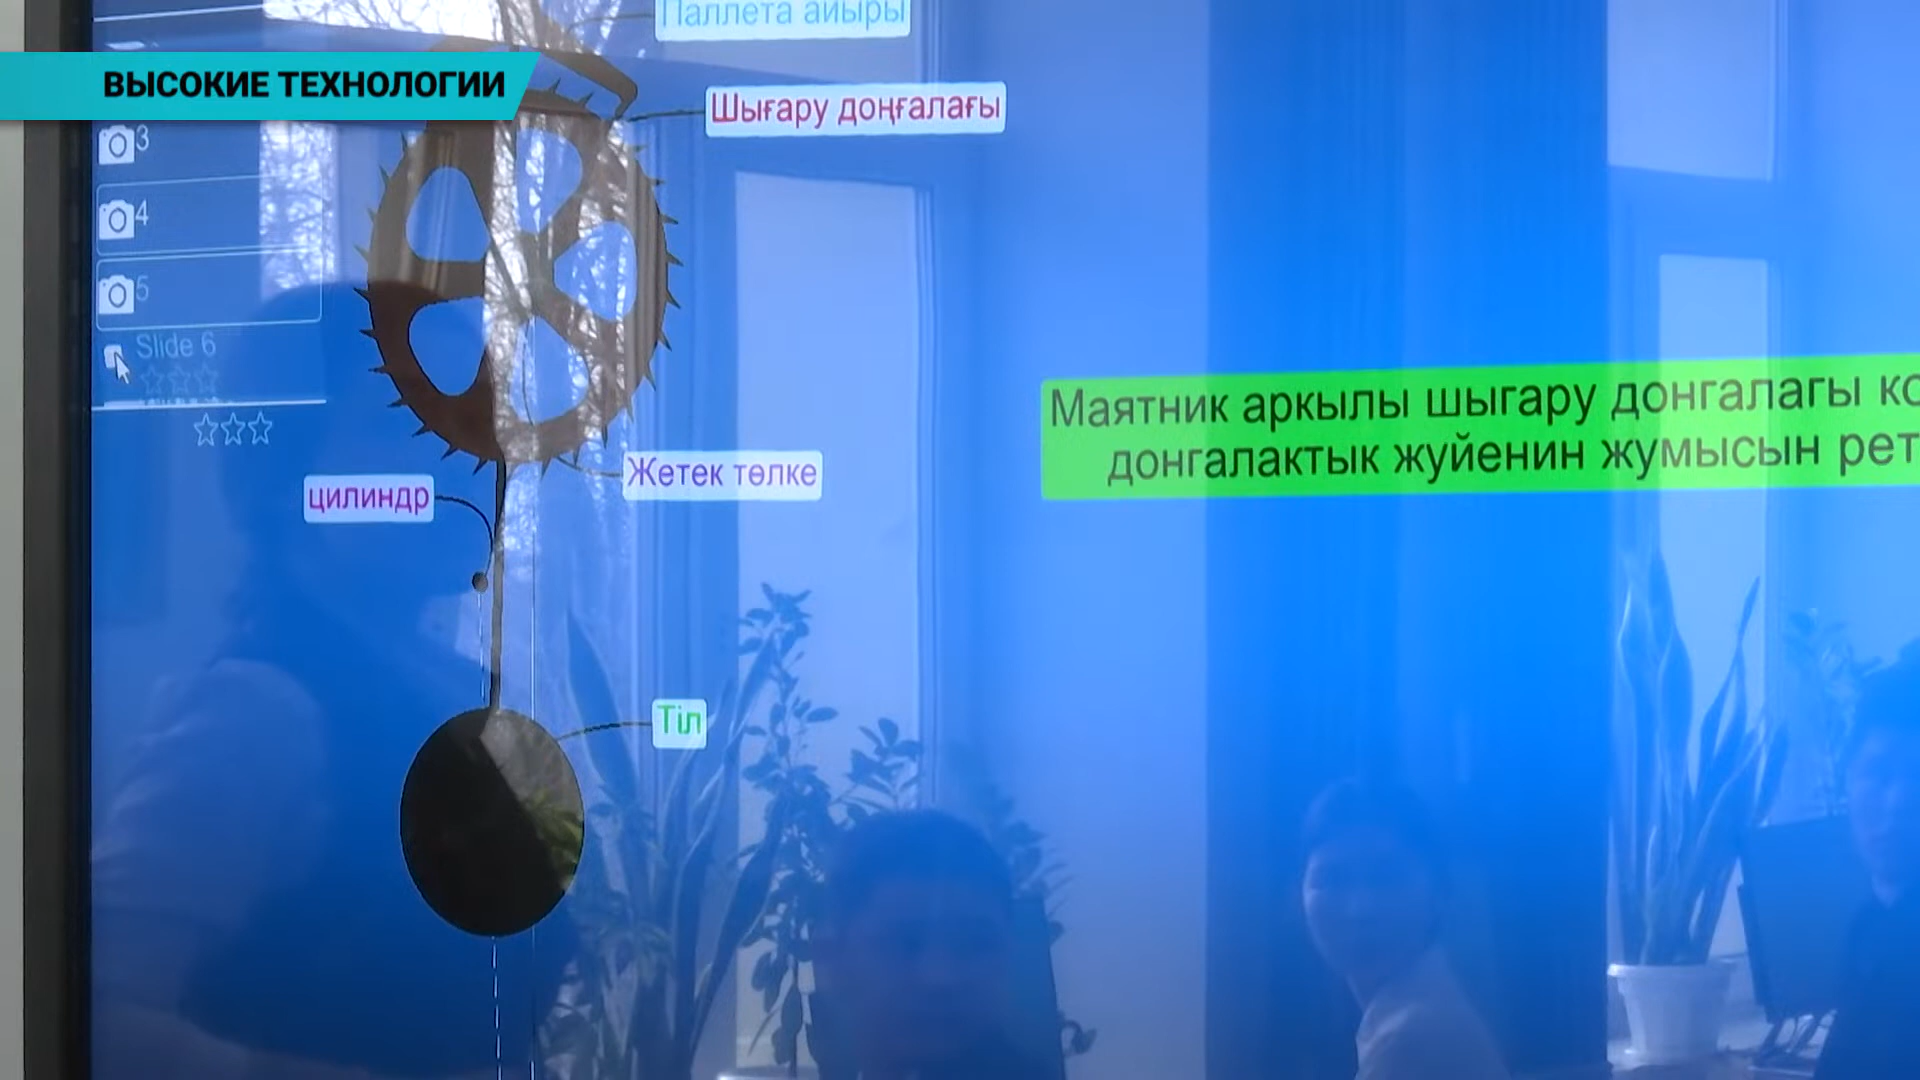 Паллета айыры
ВЫСОКИЕ ТЕХНОЛОГИИ
Шығару доңғалағы
3
4
5
Slide 6
Маятник аркылы шыгару донгалагы
донгалактык жуйенин жумысын
Жетек төлке
цилиндр
Тіл